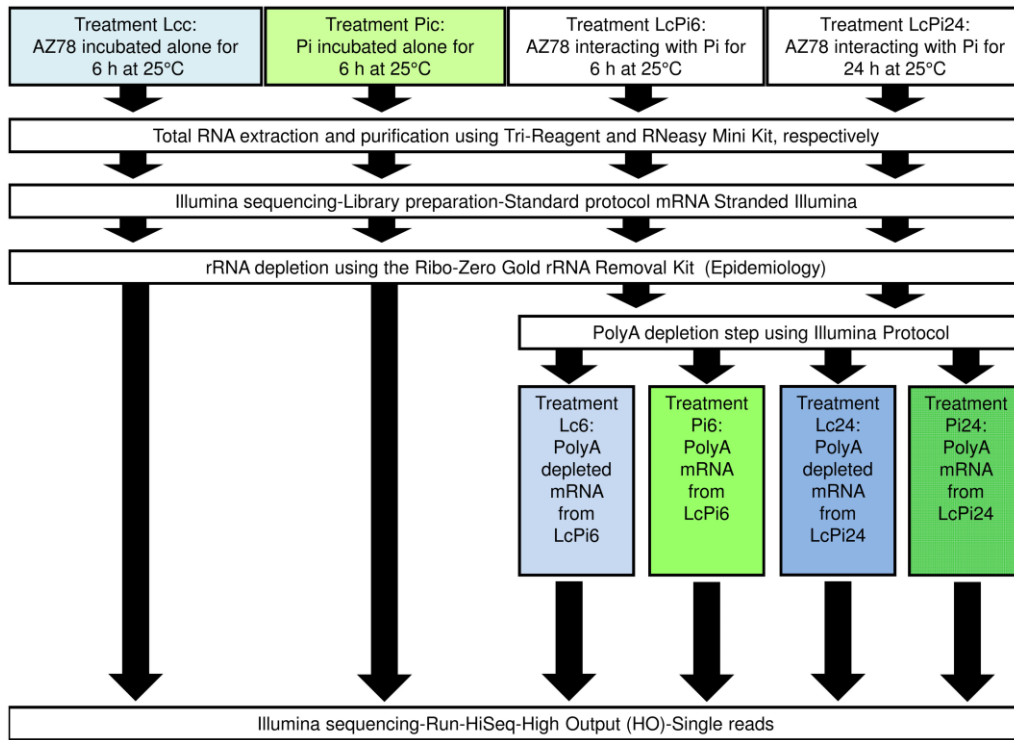 Treatment Lcc:
AZ78 incubated alone for
6 h at 25°C
Treatment Pic:
Pi incubated alone for
6 h at 25°C
Treatment LcPi6:
AZ78 interacting with Pi for
6 h at 25°C
Treatment LcPi24:
AZ78 interacting with Pi for
24 h at 25°C
Total RNA extraction and purification using Tri-Reagent and RNeasy Mini Kit, respectively
Illumina sequencing-Library preparation-Standard protocol mRNA Stranded Illumina
rRNA depletion using the Ribo-Zero Gold rRNA Removal Kit (Epidemiology)
PolyA depletion step using Illumina Protocol
Treatment
Lc6:
PolyA
depleted
mRNA
from
LcPi6
Treatment
Pi6:
PolyA
mRNA
from
LcPi6
Treatment
Lc24:
PolyA
depleted
mRNA
from
LcPi24
Treatment
Pi24:
PolyA
mRNA
from
LcPi24
Illumina sequencing-Run-HiSeq-High Output (HO)-Single reads